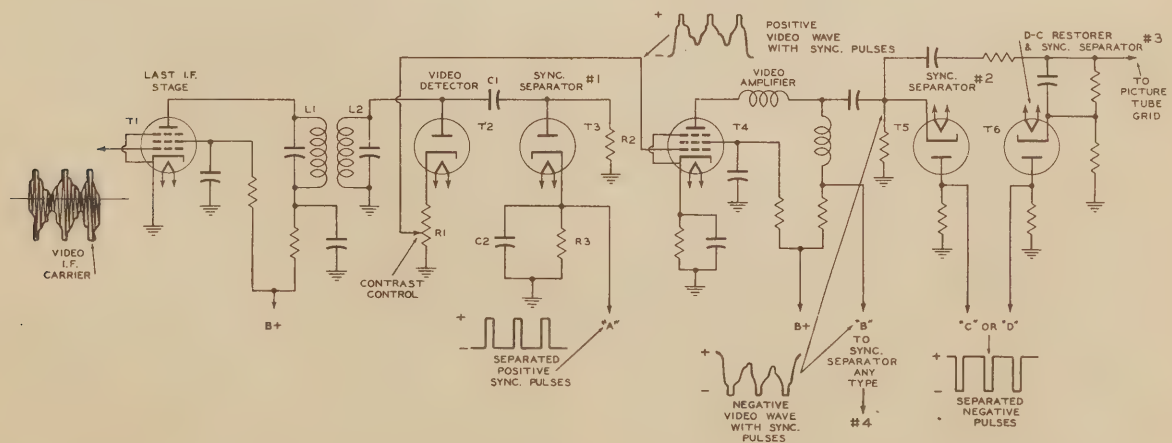 LAST I.F.
STAGE
T1
VIDEO
I.F.
CARRIER
B+
L1
L2
VIDEO
DETECTOR
C1
T2
R1
CONTRAST
CONTROL
SYNC.
SEPARATOR #1
T3
R2
C2
R3
"A"
+
-
SEPARATED
POSITIVE
SYNC. PULSES
+
-
POSITIVE
VIDEO WAVE
WITH SYNC. PULSES
VIDEO
AMPLIFIER
T4
B+
"B"
TO SYNC.
SEPARATOR
ANY
TYPE
#4
+
-
NEGATIVE
VIDEO WAVE
WITH SYNC.
PULSES
SYNC.
SEPARATOR #2
T5
D-C RESTORER
& SYNC. SEPARATOR #3
T6
TO
PICTURE
TUBE
GRID
"C" OR "D"
+
-
SEPARATED
NEGATIVE
PULSES